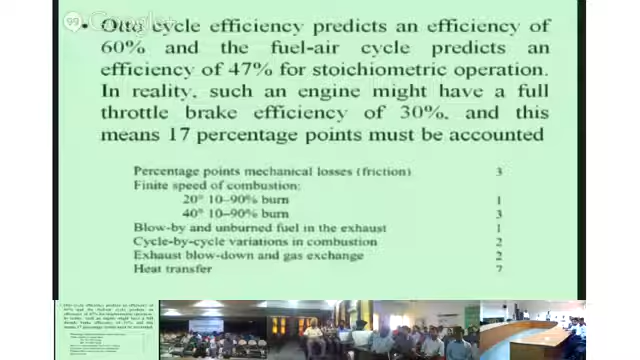 99 Google+
• Otto cycle efficiency predicts an efficiency of
60% and the fuel-air cycle predicts an
efficiency of 47% for stoichiometric operation.
In reality, such an engine might have a full
throttle brake efficiency of 30%, and this
means 17 percentage points must be accounted
Percentage points mechanical losses (friction) 3
Finite speed of combustion:
20° 10–90% burn 1
40° 10–90% burn 3
Blow-by and unburned fuel in the exhaust 1
Cycle-by-cycle variations in combustion 2
Exhaust blow-down and gas exchange 2
Heat transfer 7